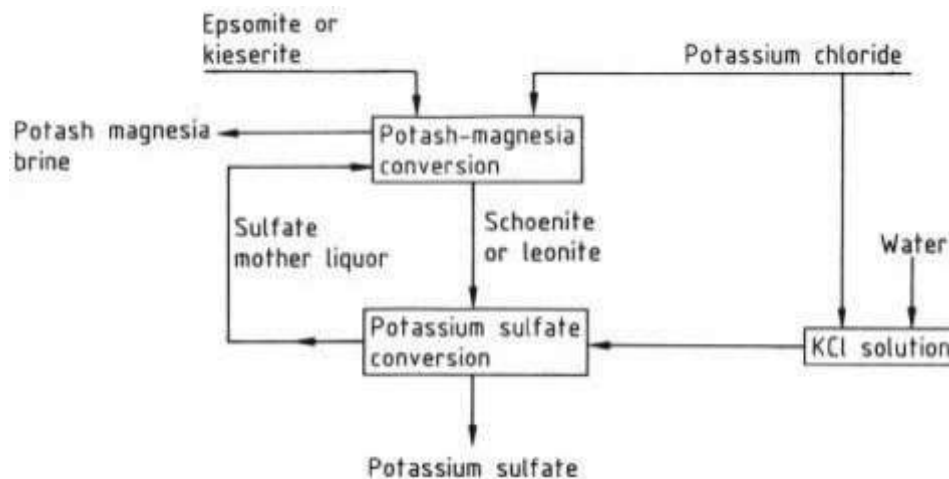 Epsomite or
kieserite
Potassium chloride
Potash magnesia
brine
Potash-magnesia
conversion
Sulfate
mother liquor
Schoenite
or leonite
Water
Potassium sulfate
conversion
KCl solution
Potassium sulfate